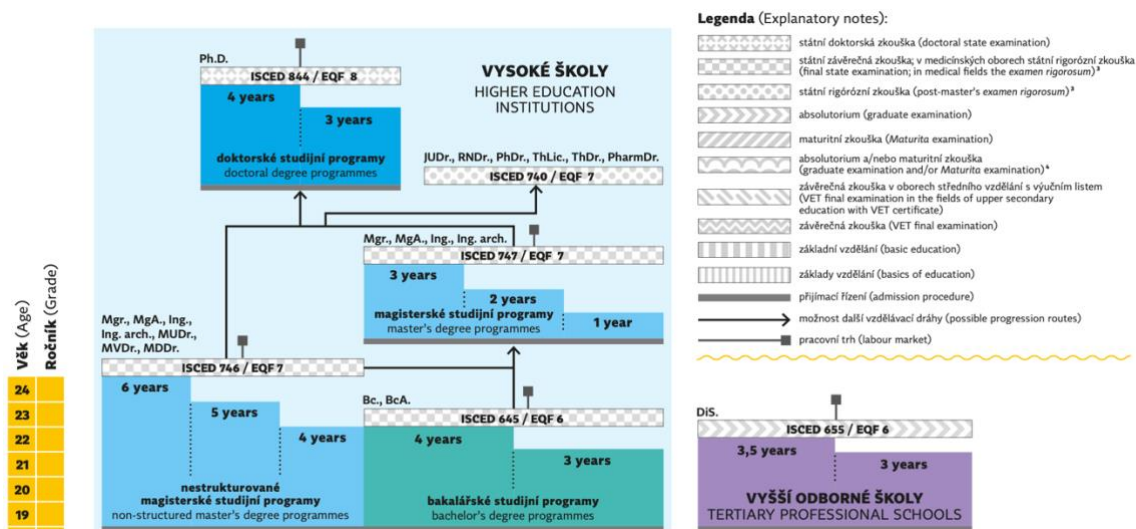 Ph.D.
ISCED 844 / EQF 8
4 years
3 years
doktorské studijní programy
doctoral degree programmes
VYSOKÉ ŠKOLY
HIGHER EDUCATION
INSTITUTIONS
JUDr., RNDr., PhDr., ThLic., ThDr., PharmDr.
ISCED 740 / EQF 7
Mgr., MgA., Ing., Ing. arch.
ISCED 747 / EQF 7
3 years
2 years
1 year
magisterské studijní programy
master's degree programmes
Mgr., MgA., Ing.,
Ing. arch., MUDr.,
MVDr., MDDr.
ISCED 746 / EQF 7
6 years
5 years
4 years
nestrukturované
magisterské studijní programy
non-structured master's degree programmes
Bc., BcA.
ISCED 645 / EQF 6
4 years
3 years
bakalářské studijní programy
bachelor's degree programmes
Věk (Age)
Ročník (Grade)
24
23
22
21
20
19
Legenda (Explanatory notes):
státní doktorská zkouška (doctoral state examination)
státní závěrečná zkouška; v medicínských oborech státní rigorózní zkouška
(final state examination; in medical fields the examen rigorosum)³
státní rigórózní zkouška (post-master's examen rigorosum)³
absolutorium (graduate examination)
maturitní zkouška (Maturita examination)
absolutorium a/nebo maturitní zkouška
(graduate examination and/or Maturita examination)⁴
závěrečná zkouška v oborech středního vzdělání s výučním listem
(VET final examination in the fields of upper secondary
education with VET certificate)
závěrečná zkouška (VET final examination)
základní vzdělání (basic education)
základy vzdělání (basics of education)
přijímací řízení (admission procedure)
možnost další vzdělávací dráhy (possible progression routes)
pracovní trh (labour market)
DiS.
ISCED 655 / EQF 6
3,5 years
3 years
VYŠŠÍ ODBORNÉ ŠKOLY
TERTIARY PROFESSIONAL SCHOOLS